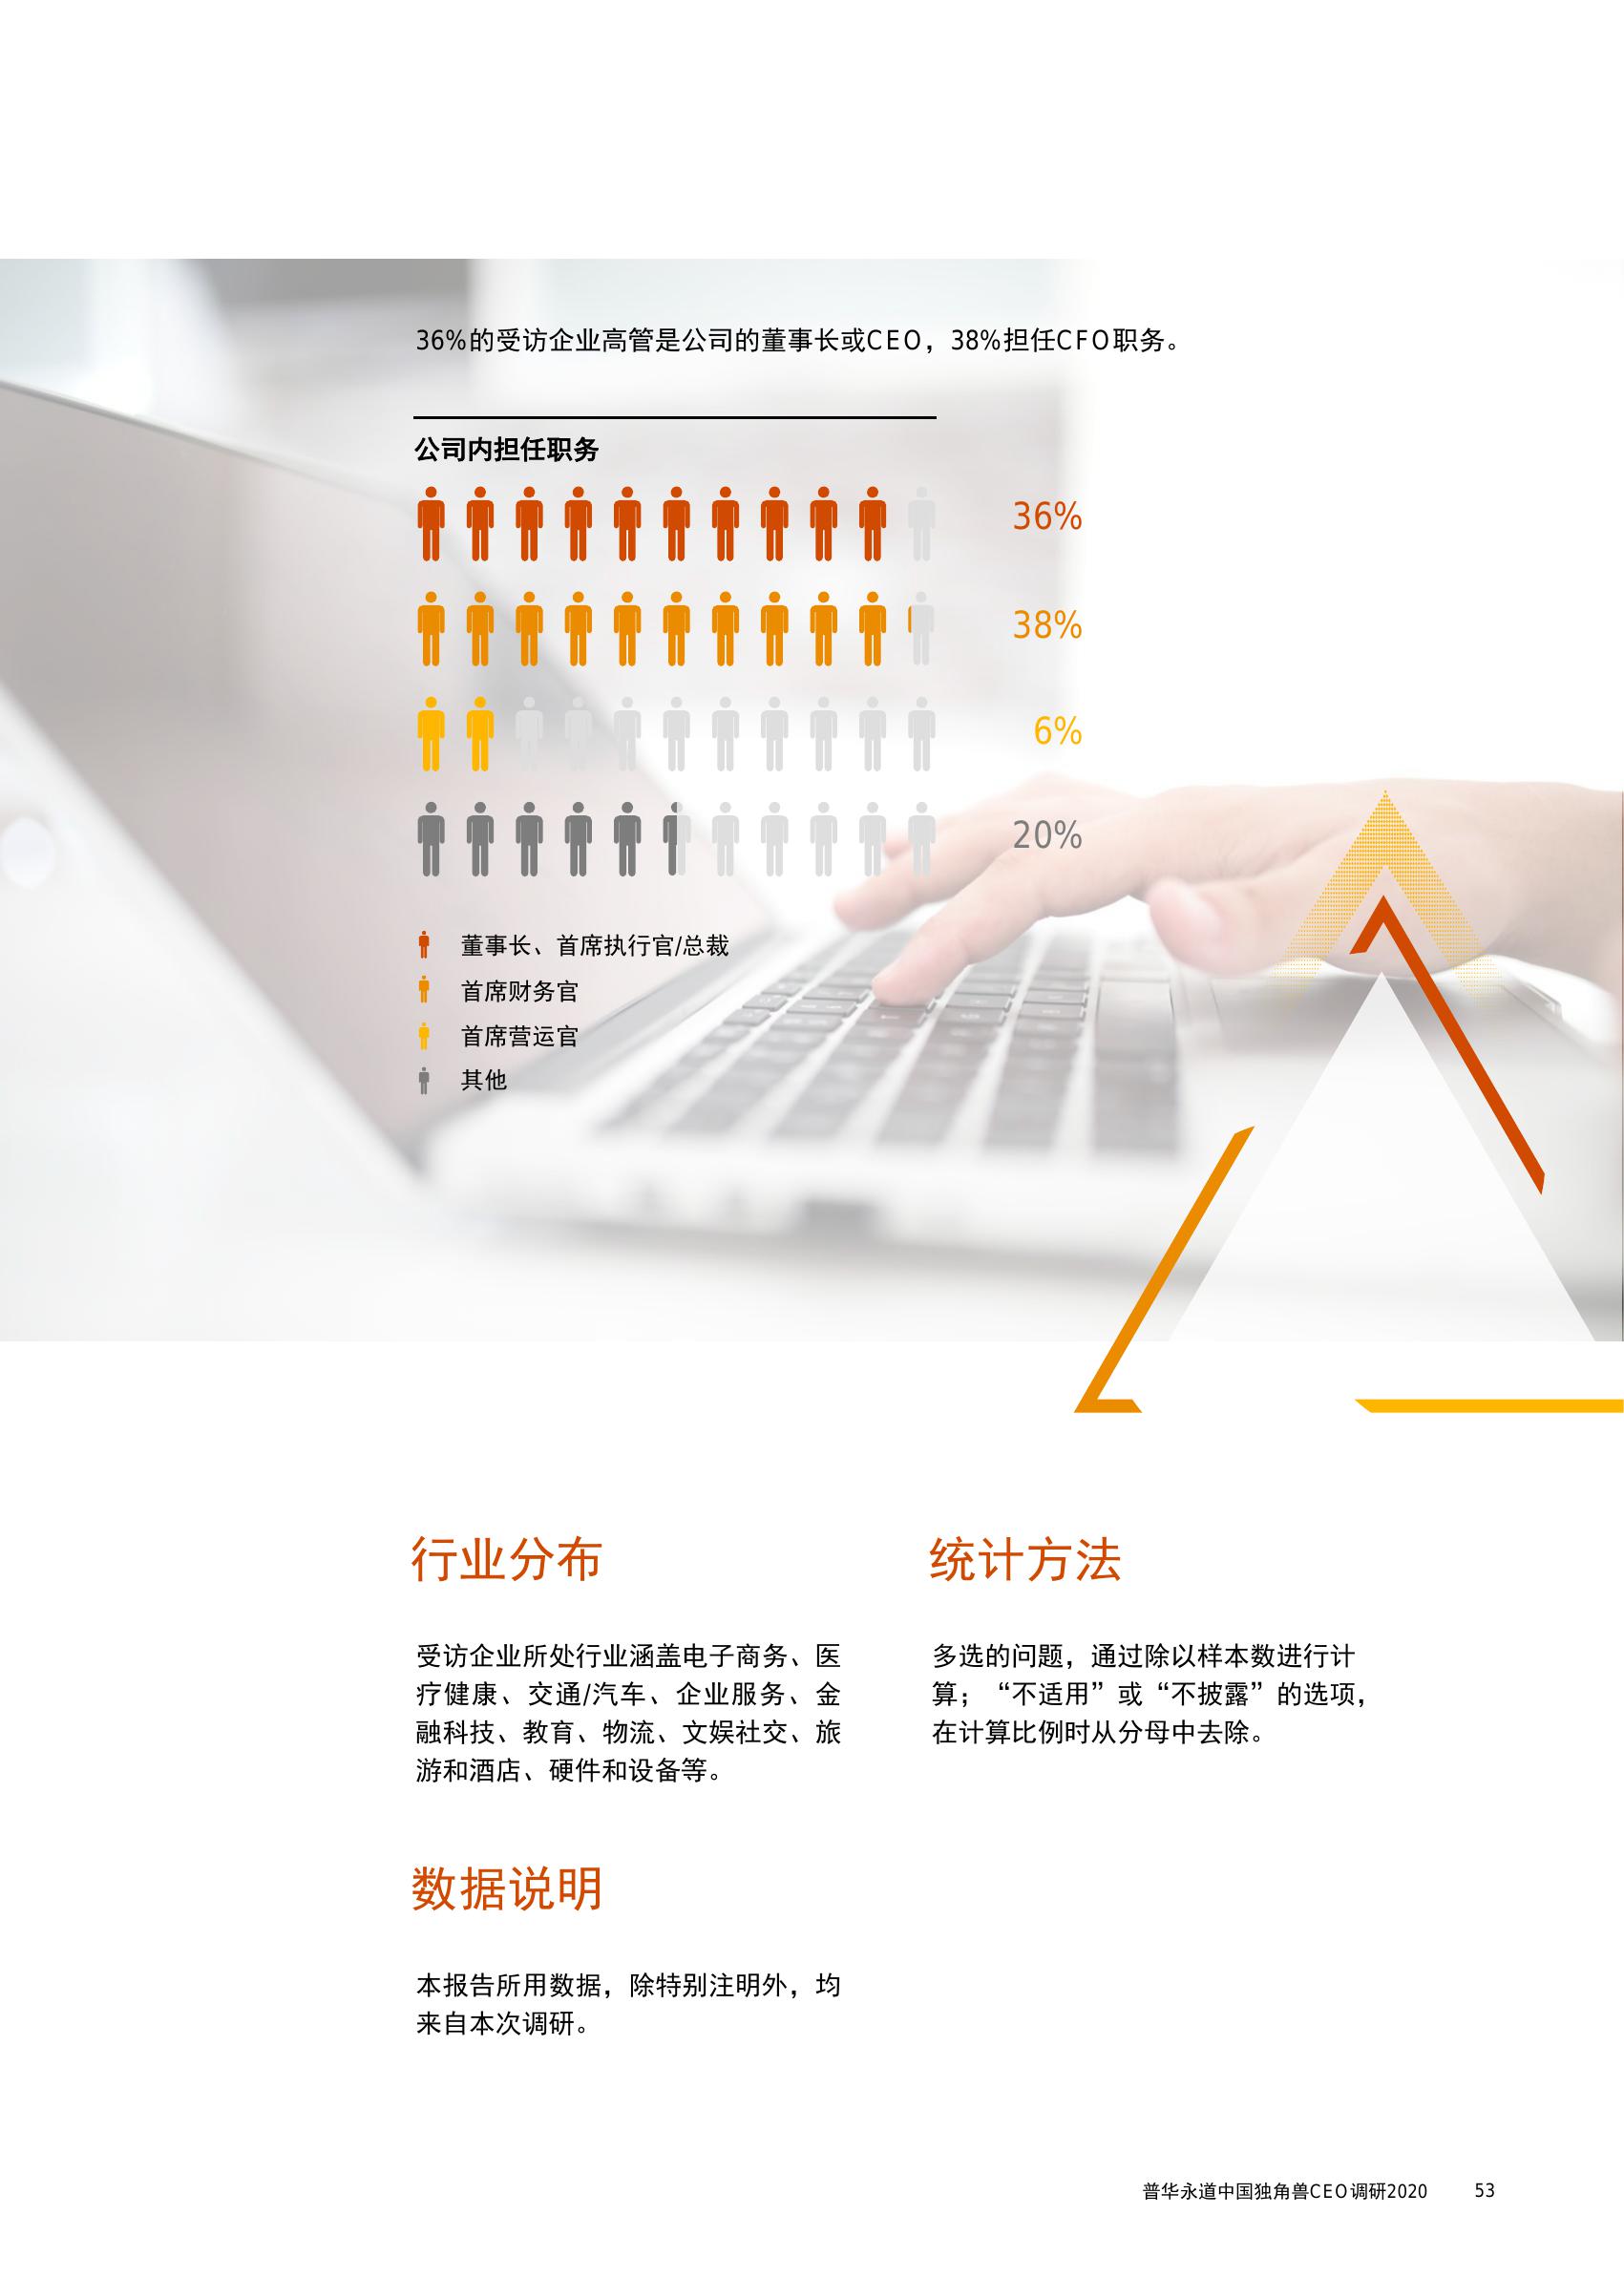 36%的受访企业高管是公司的董事长或CEO，38%担任CFO职务。
公司内担任职务
36%
38%
6%
20%
董事长、首席执行官/总裁
首席财务官
首席营运官
其他
行业分布
受访企业所处行业涵盖电子商务、医
疗健康、交通/汽车、企业服务、金
融科技、教育、物流、文娱社交、旅
游和酒店、硬件和设备等。
数据说明
本报告所用数据，除特别注明外，均
来自本次调研。
统计方法
多选的问题，通过除以样本数进行计
算；“不适用”或“不披露”的选项，
在计算比例时从分母中去除。
普华永道中国独角兽CEO调研2020 53